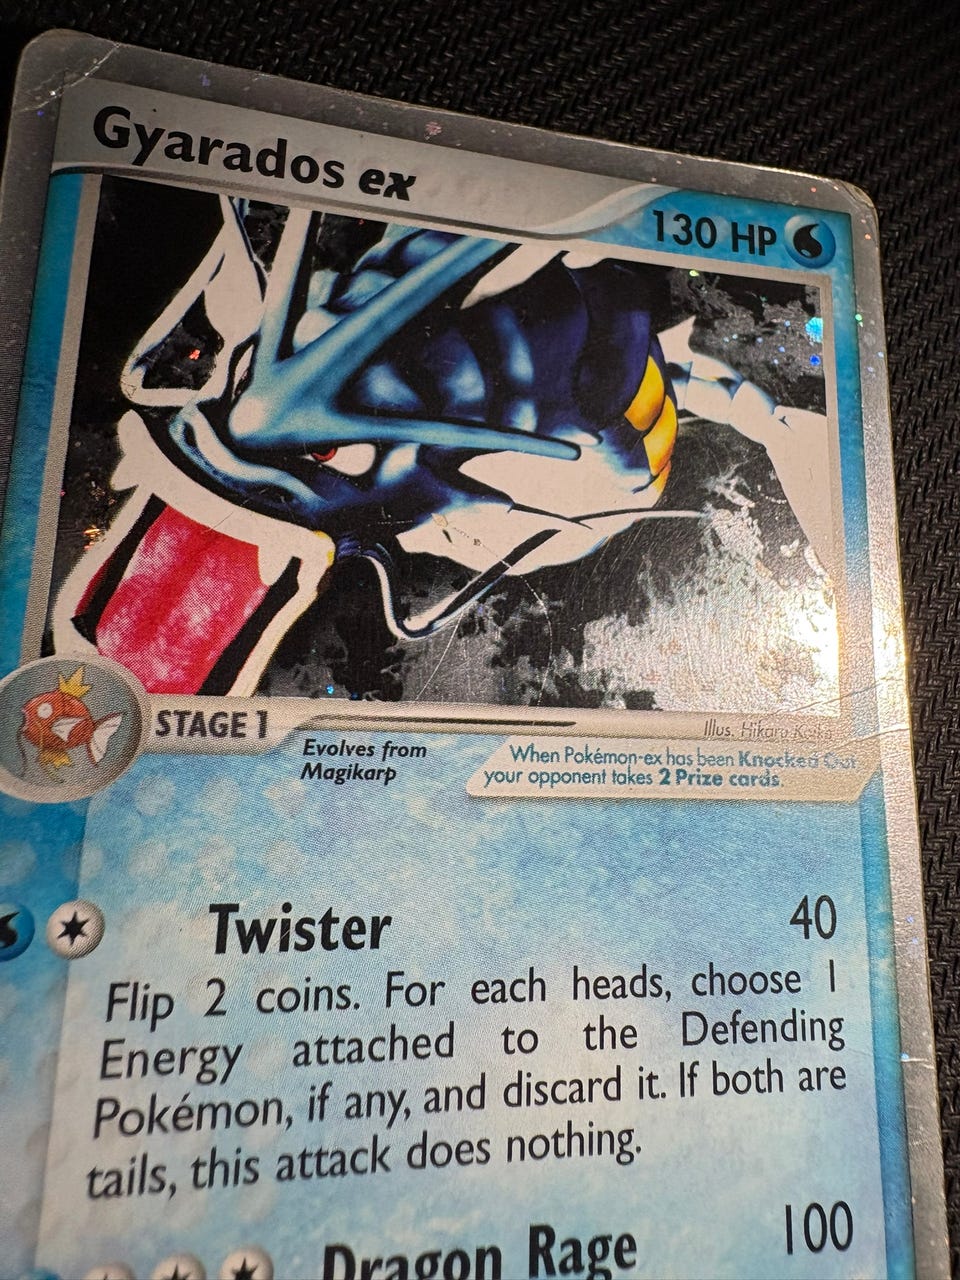 Gyarados ex
130 HP
STAGE 1
Illus. Hikaru Koike
Evolves from
Magikarp
When Pokémon-ex has been Knocked Out
your opponent takes 2 Prize cards.
Twister 40
Flip 2 coins. For each heads, choose 1
Energy attached to the Defending
Pokémon, if any, and discard it. If both are
tails, this attack does nothing.
Dragon Rage 100